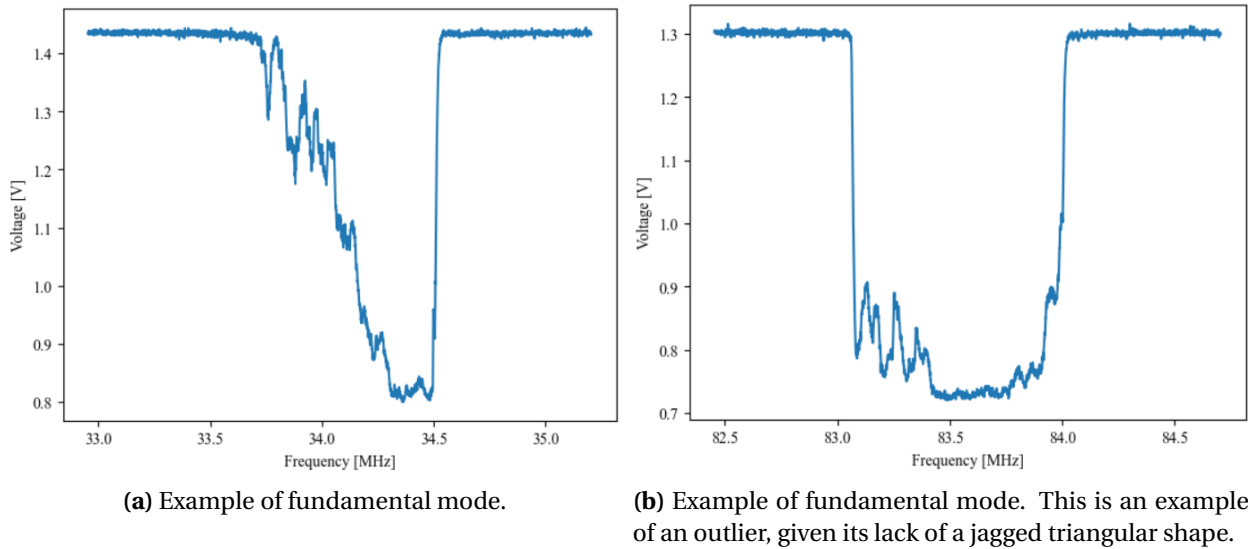 1.4
1.3
1.2
1.1
1.0
0.9
0.8
Voltage [V]
33.0 33.5 34.0 34.5 35.0
Frequency [MHz]
(a) Example of fundamental mode.
1.3
1.2
1.1
1.0
0.9
0.8
0.7
Voltage [V]
82.5 83.0 83.5 84.0 84.5
Frequency [MHz]
(b) Example of fundamental mode. This is an example
of an outlier, given its lack of a jagged triangular shape.